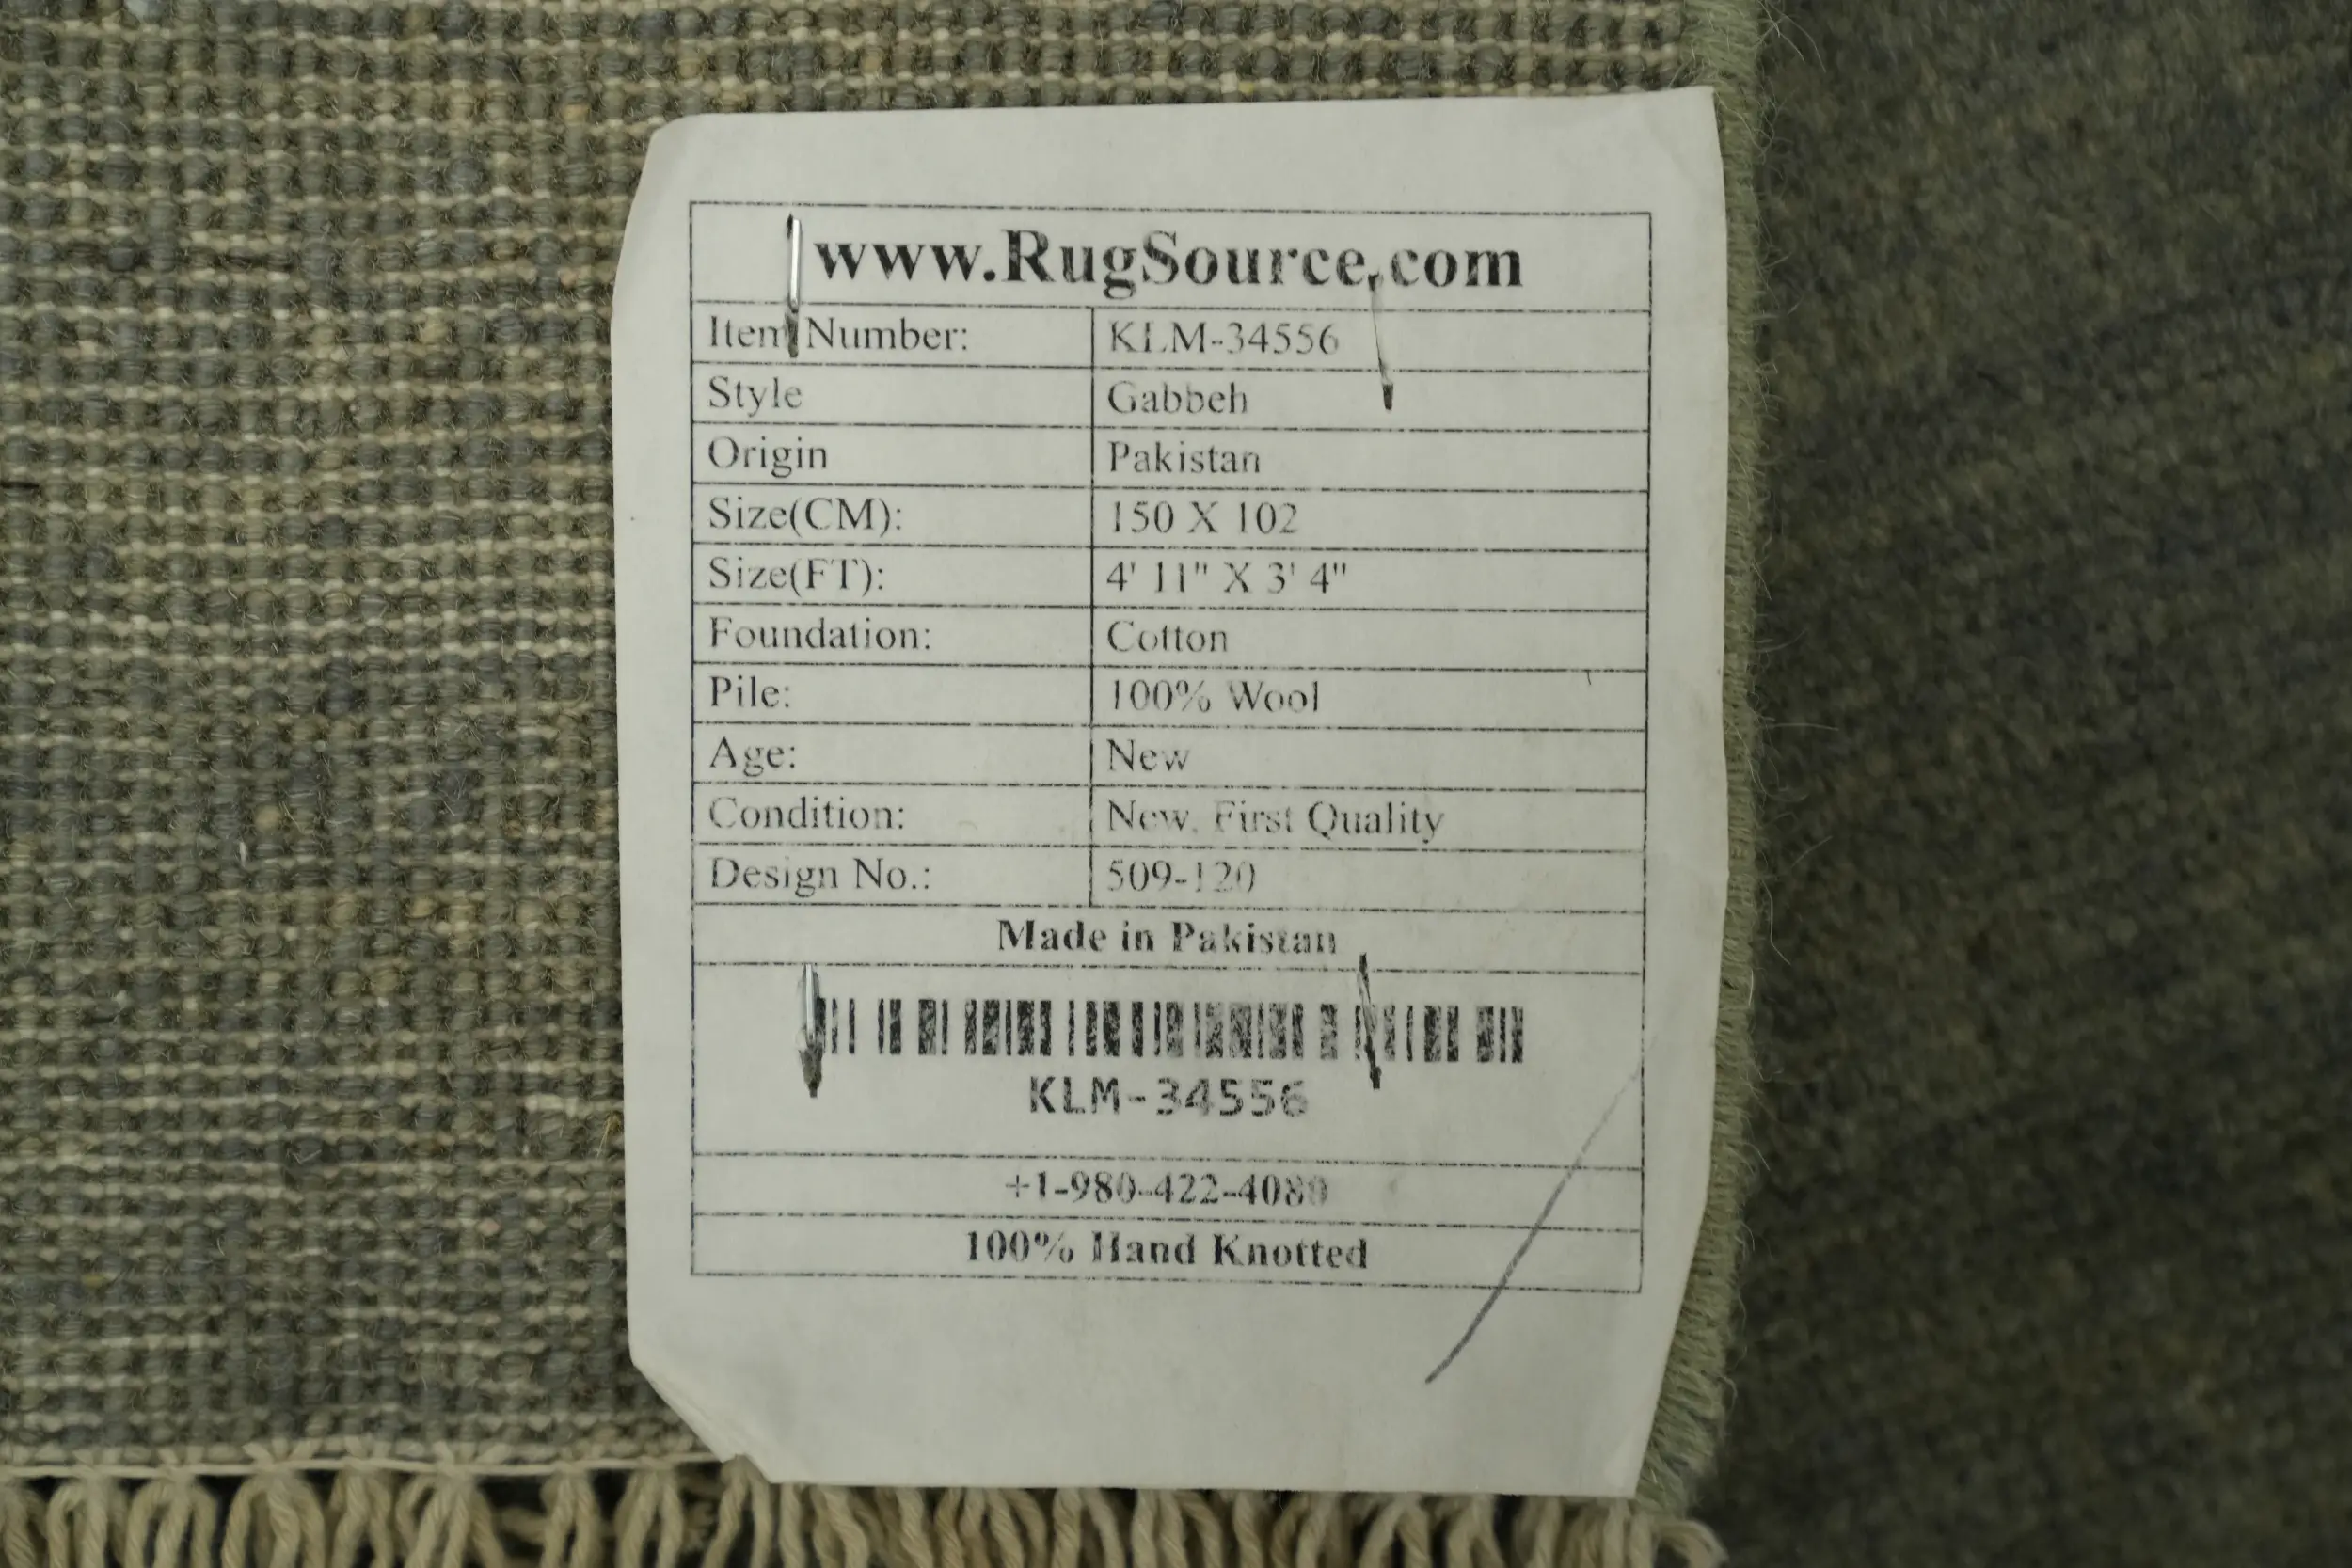 www.RugSource.com
Item Number: KLM-34556
Style Gabbeh
Origin Pakistan
Size(CM): 150 X 102
Size(FT): 4' 11" X 3' 4"
Foundation: Cotton
Pile: 100% Wool
Age: New
Condition: New, First Quality
Design No.: 509-120
Made in Pakistan
KLM-34556
+1-980-422-4080
100% Hand Knotted